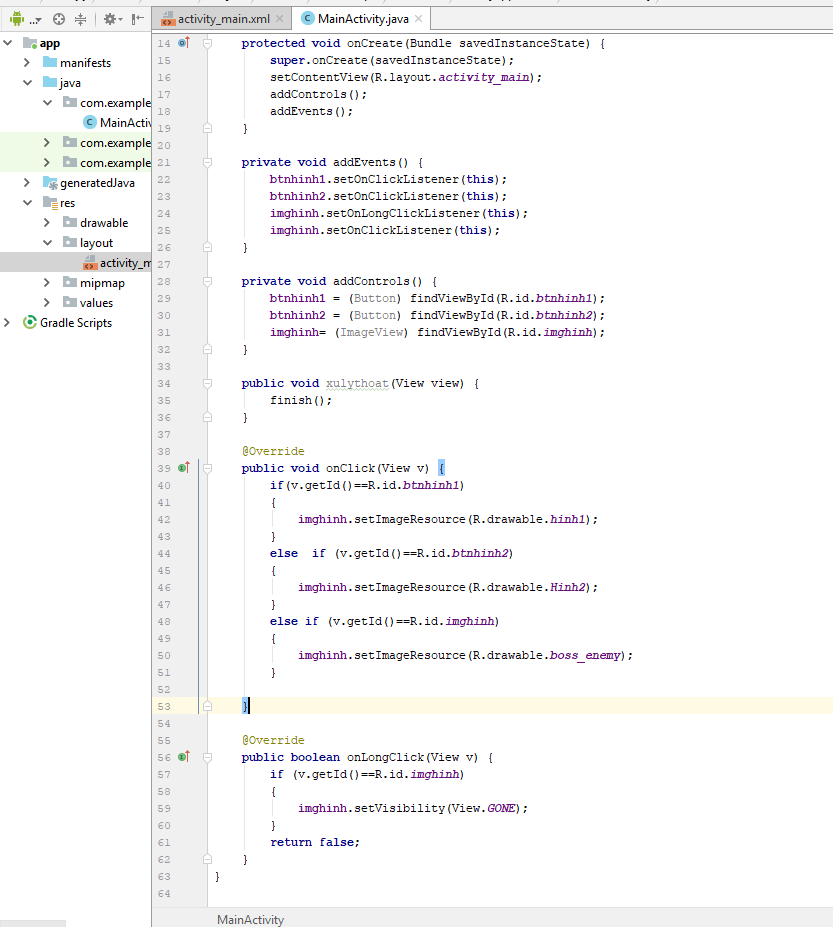 activity_main.xml
MainActivity.java
app
manifests
java
com.example
MainActiv
com.example
com.example
generatedJava
res
drawable
layout
activity_m
mipmap
values
Gradle Scripts
14 protected void onCreate(Bundle savedInstanceState) {
15 super.onCreate(savedInstanceState);
16 setContentView(R.layout.activity_main);
17 addControls();
18 addEvents();
19 }
20
21 private void addEvents() {
22 btnhinh1.setOnClickListener(this);
23 btnhinh2.setOnClickListener(this);
24 imghinh.setOnLongClickListener(this);
25 imghinh.setOnClickListener(this);
26 }
27
28 private void addControls() {
29 btnhinh1 = (Button) findViewById(R.id.btnhinh1);
30 btnhinh2 = (Button) findViewById(R.id.btnhinh2);
31 imghinh= (ImageView) findViewById(R.id.imghinh);
32 }
33
34 public void xulythoat(View view) {
35 finish();
36 }
37
38 @Override
39 public void onClick(View v) {
40 if(v.getId()==R.id.btnhinh1)
41 {
42 imghinh.setImageResource(R.drawable.hinh1);
43 }
44 else  if (v.getId()==R.id.btnhinh2)
45 {
46 imghinh.setImageResource(R.drawable.Hinh2);
47 }
48 else if (v.getId()==R.id.imghinh)
49 {
50 imghinh.setImageResource(R.drawable.boss_enemy);
51 }
52
53 }
54
55 @Override
56 public boolean onLongClick(View v) {
57 if (v.getId()==R.id.imghinh)
58 {
59 imghinh.setVisibility(View.GONE);
60 }
61 return false;
62 }
63 }
64
MainActivity